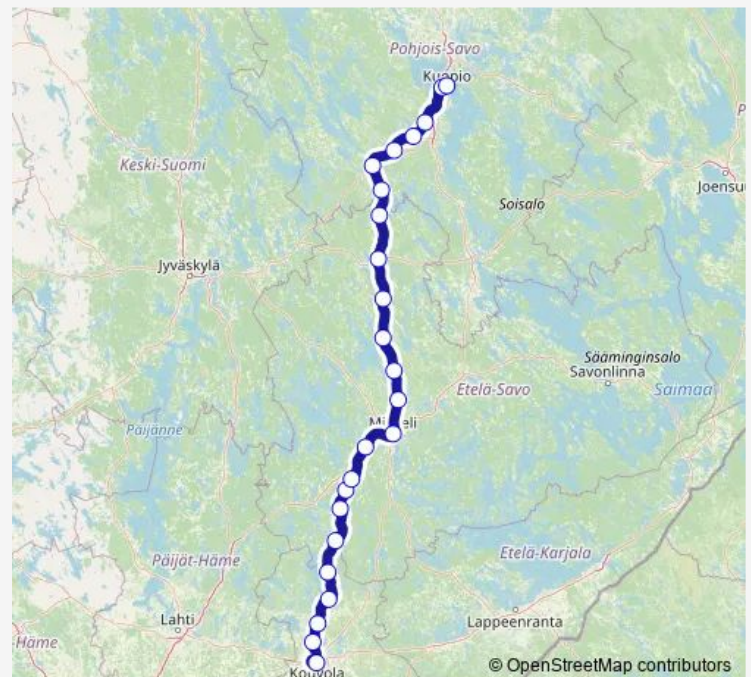 Pohjois-Savo
Kuopio
Keski-Suomi
Joensu
Soisalo
Jyväskylä
Sääminginsalo
Savonlinna
Etelä-Savo
Saimaa
Päijänne
Etelä-Karjala
Päijät-Häme
Lahti
Lappeenranta
-Häme
© OpenStreetMap contributors